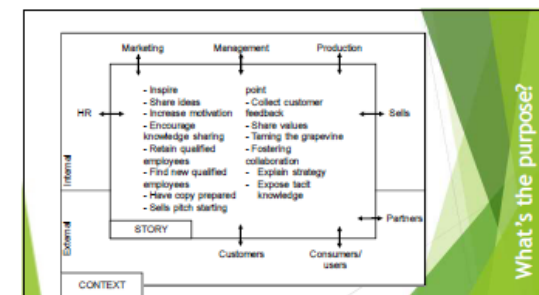 Marketing
Management
Production
HR
- Inspire
- Share ideas
- Increase motivation
- Encourage
knowledge sharing
- Retain qualified
employees
- Find new qualified
employees
- Have copy prepared
- Sells pitch starting
point
- Collect customer
feedback
- Share values
- Taming the grapevine
- Fostering
collaboration
- Explain strategy
- Expose tacit
knowledge
Sells
Partners
Internal
External
STORY
Customers
Consumers/
users
CONTEXT
What's the purpose?